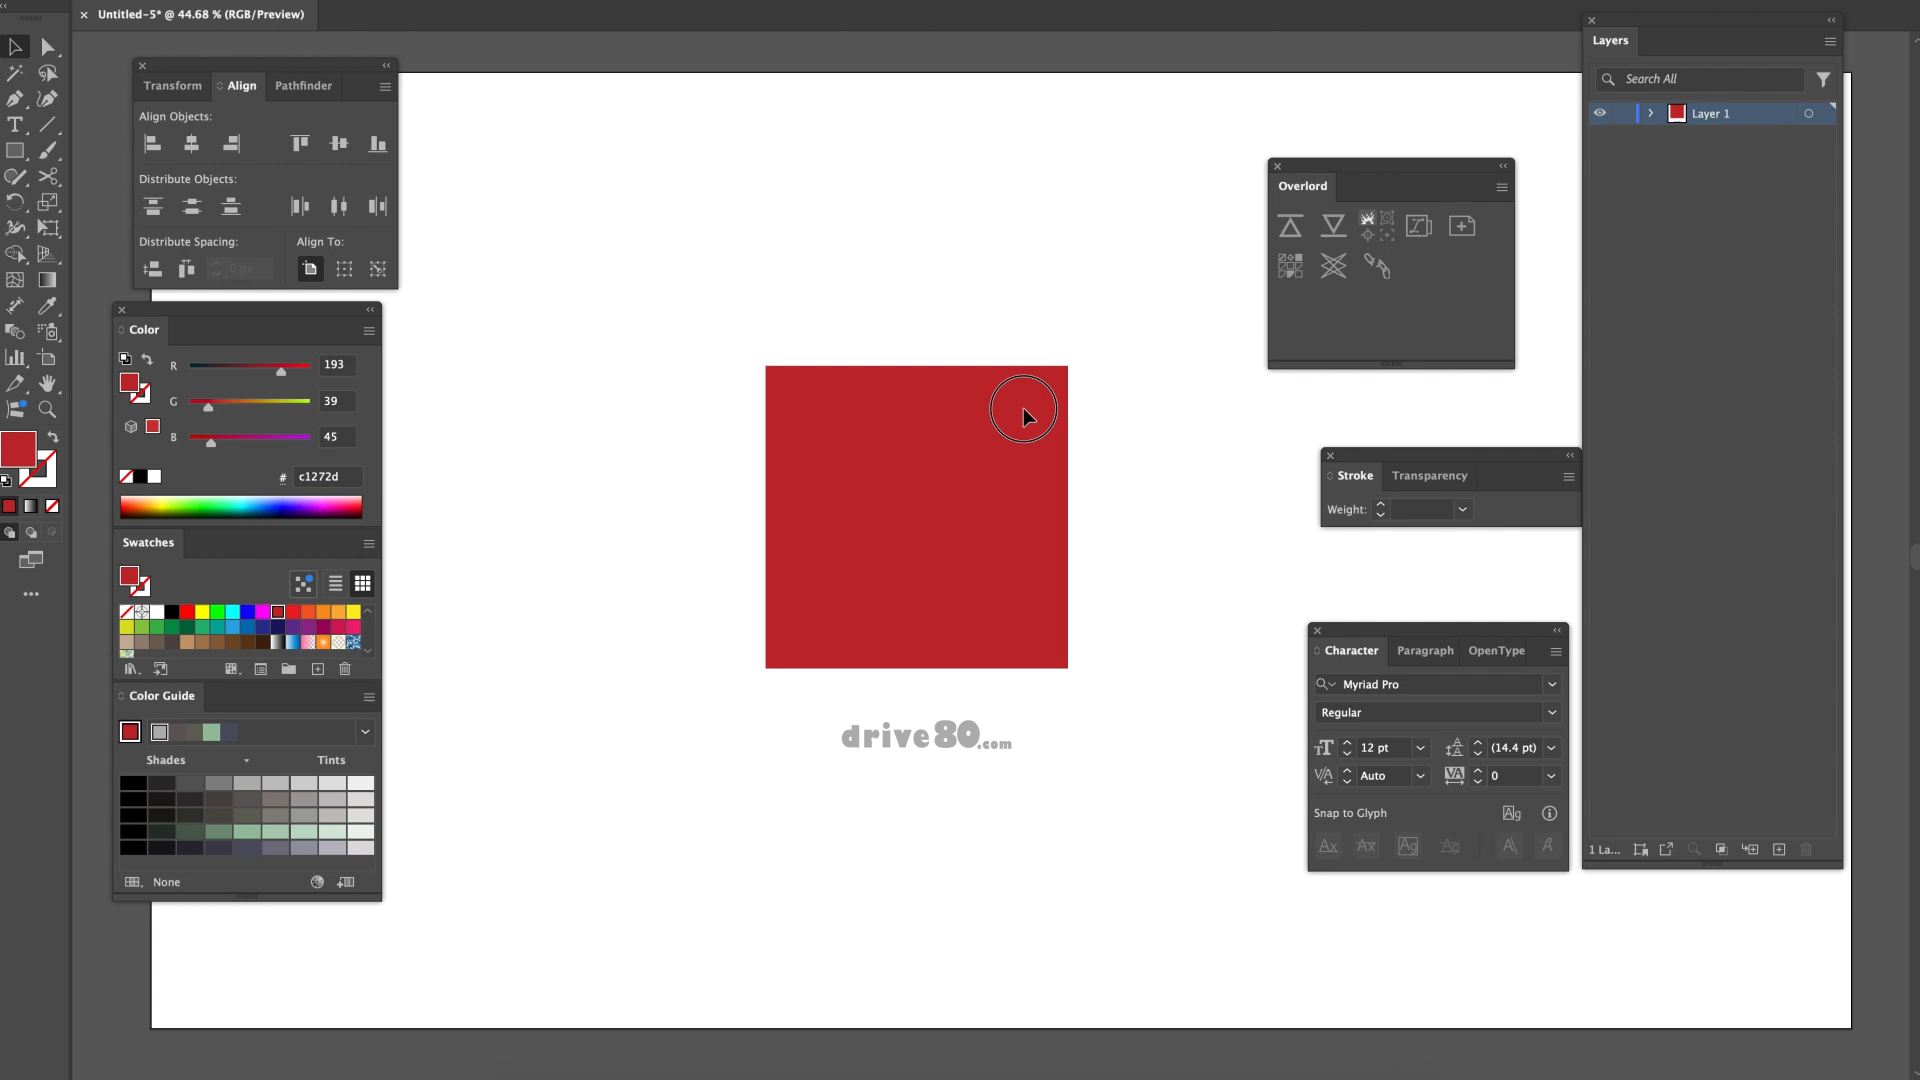 Untitled-5* @ 44.68 % (RGB/Preview)
Transform
Align
Pathfinder
Align Objects:
Distribute Objects:
Distribute Spacing:
Align To:
0 px
Color
R
193
G
39
B
45
#
c1272d
Swatches
Color Guide
Shades
Tints
None
drive80.com
Overlord
Stroke
Transparency
Weight:
Character
Paragraph
OpenType
Myriad Pro
Regular
12 pt
(14.4 pt)
Auto
0
Snap to Glyph
Layers
Search All
Layer 1
1 La...